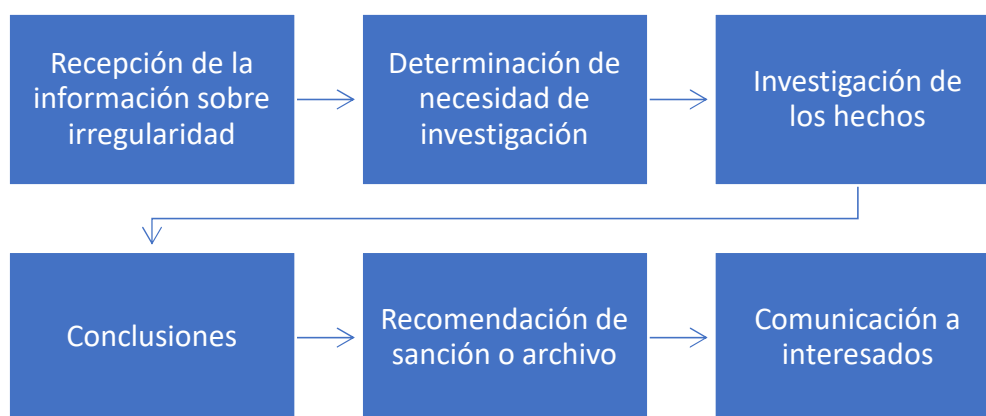 Recepción de la
información sobre
irregularidad
Determinación de
necesidad de
investigación
Investigación de
los hechos
Conclusiones
Recomendación de
sanción o archivo
Comunicación a
interesados